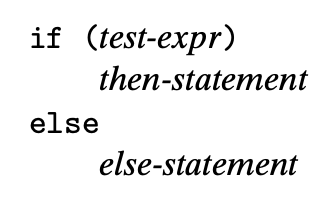 if (test-expr)
    then-statement
else
    else-statement